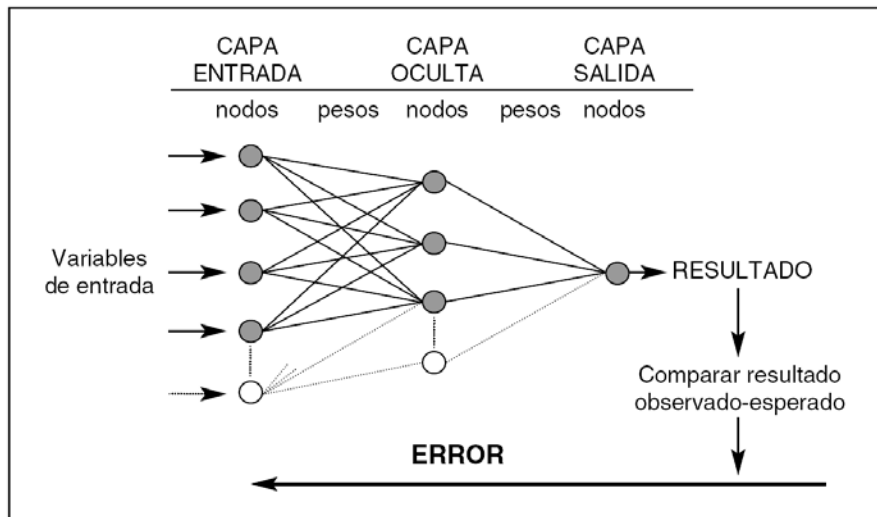 CAPA CAPA CAPA
ENTRADA OCULTA SALIDA
nodos pesos nodos pesos nodos
Variables
de entrada
RESULTADO
Comparar resultado
observado-esperado
ERROR